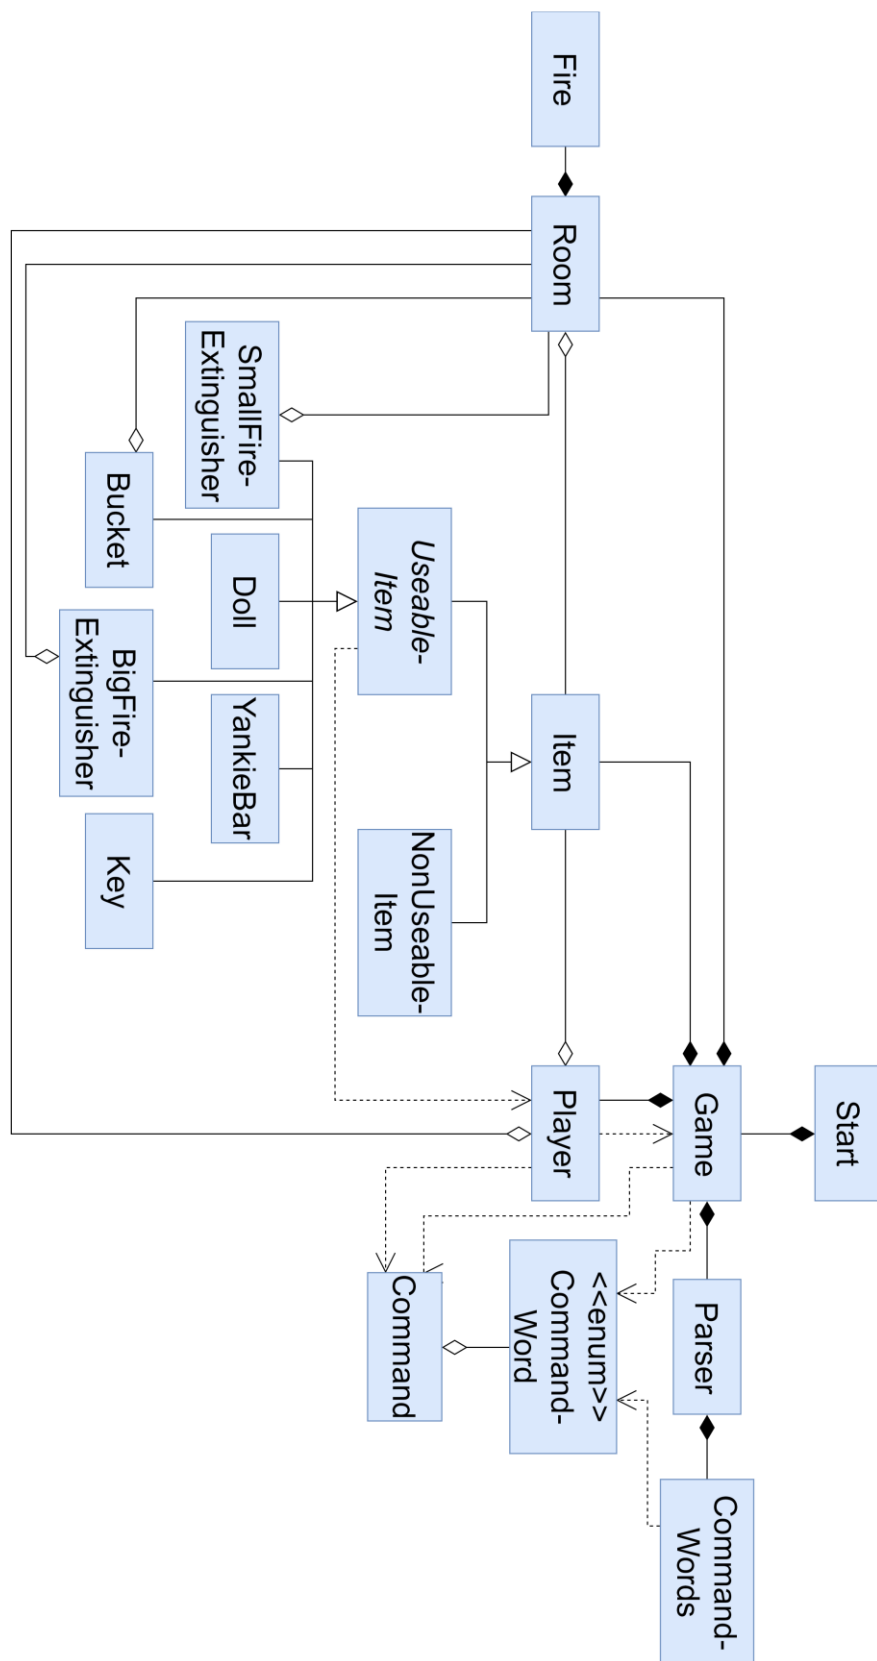 Start
Game
Parser
Command-
Words
Fire
Room
Item
Player
<<enum>>
Command-
Word
Command
Useable-
Item
NonUseable-
Item
SmallFire-
Extinguisher
Doll
YankieBar
Bucket
BigFire-
Extinguisher
Key